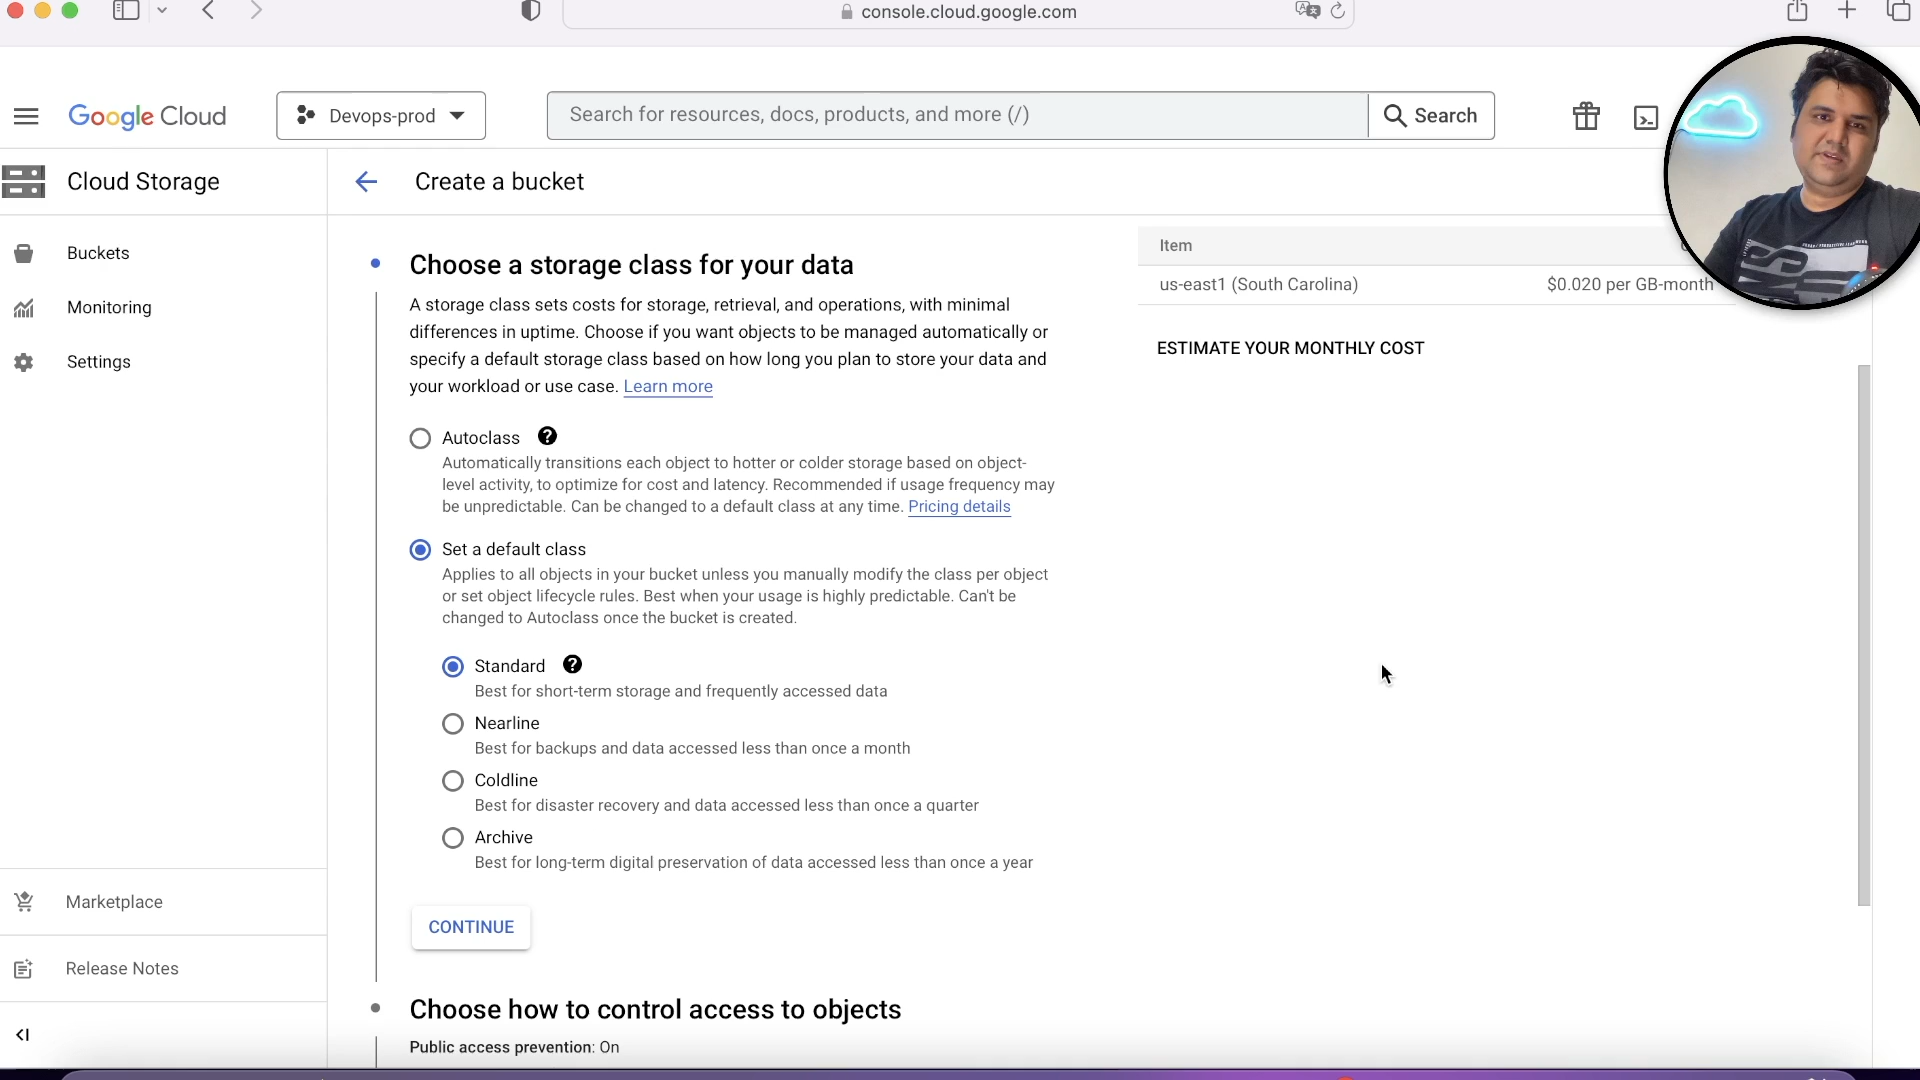 console.cloud.google.com
Google Cloud
Devops-prod
Search for resources, docs, products, and more (/)
Search
Cloud Storage
Create a bucket
Buckets
Monitoring
Settings
Marketplace
Release Notes
Choose a storage class for your data
A storage class sets costs for storage, retrieval, and operations, with minimal
differences in uptime. Choose if you want objects to be managed automatically or
specify a default storage class based on how long you plan to store your data and
your workload or use case. Learn more
Autoclass
Automatically transitions each object to hotter or colder storage based on object-
level activity, to optimize for cost and latency. Recommended if usage frequency may
be unpredictable. Can be changed to a default class at any time. Pricing details
Set a default class
Applies to all objects in your bucket unless you manually modify the class per object
or set object lifecycle rules. Best when your usage is highly predictable. Can't be
changed to Autoclass once the bucket is created.
Standard
Best for short-term storage and frequently accessed data
Nearline
Best for backups and data accessed less than once a month
Coldline
Best for disaster recovery and data accessed less than once a quarter
Archive
Best for long-term digital preservation of data accessed less than once a year
CONTINUE
Choose how to control access to objects
Public access prevention: On
Item
us-east1 (South Carolina)
$0.020 per GB-month
ESTIMATE YOUR MONTHLY COST